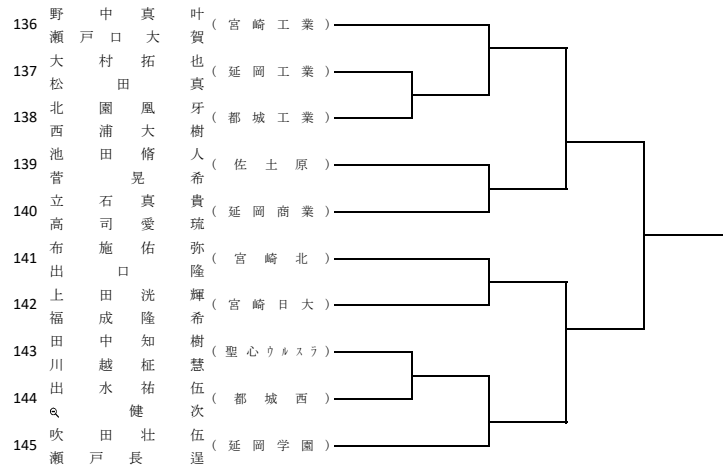 野中真叶
136 (宮崎工業)
瀬戸口大賀
大村拓也
137 (延岡工業)
松田真
北園凰牙
138 (都城工業)
西浦大樹
池田脩人
139 (佐土原)
菅晃希
立石真貴
140 (延岡商業)
高司愛琉
布施佑弥
141 (宮崎北)
出口隆
上田洸輝
142 (宮崎日大)
福成隆希
田中知樹
143 (聖心ウルスラ)
川越柾慧
出水祐伍
144 (都城西)
健次
吹田壮伍
145 (延岡学園)
瀬戸長逞